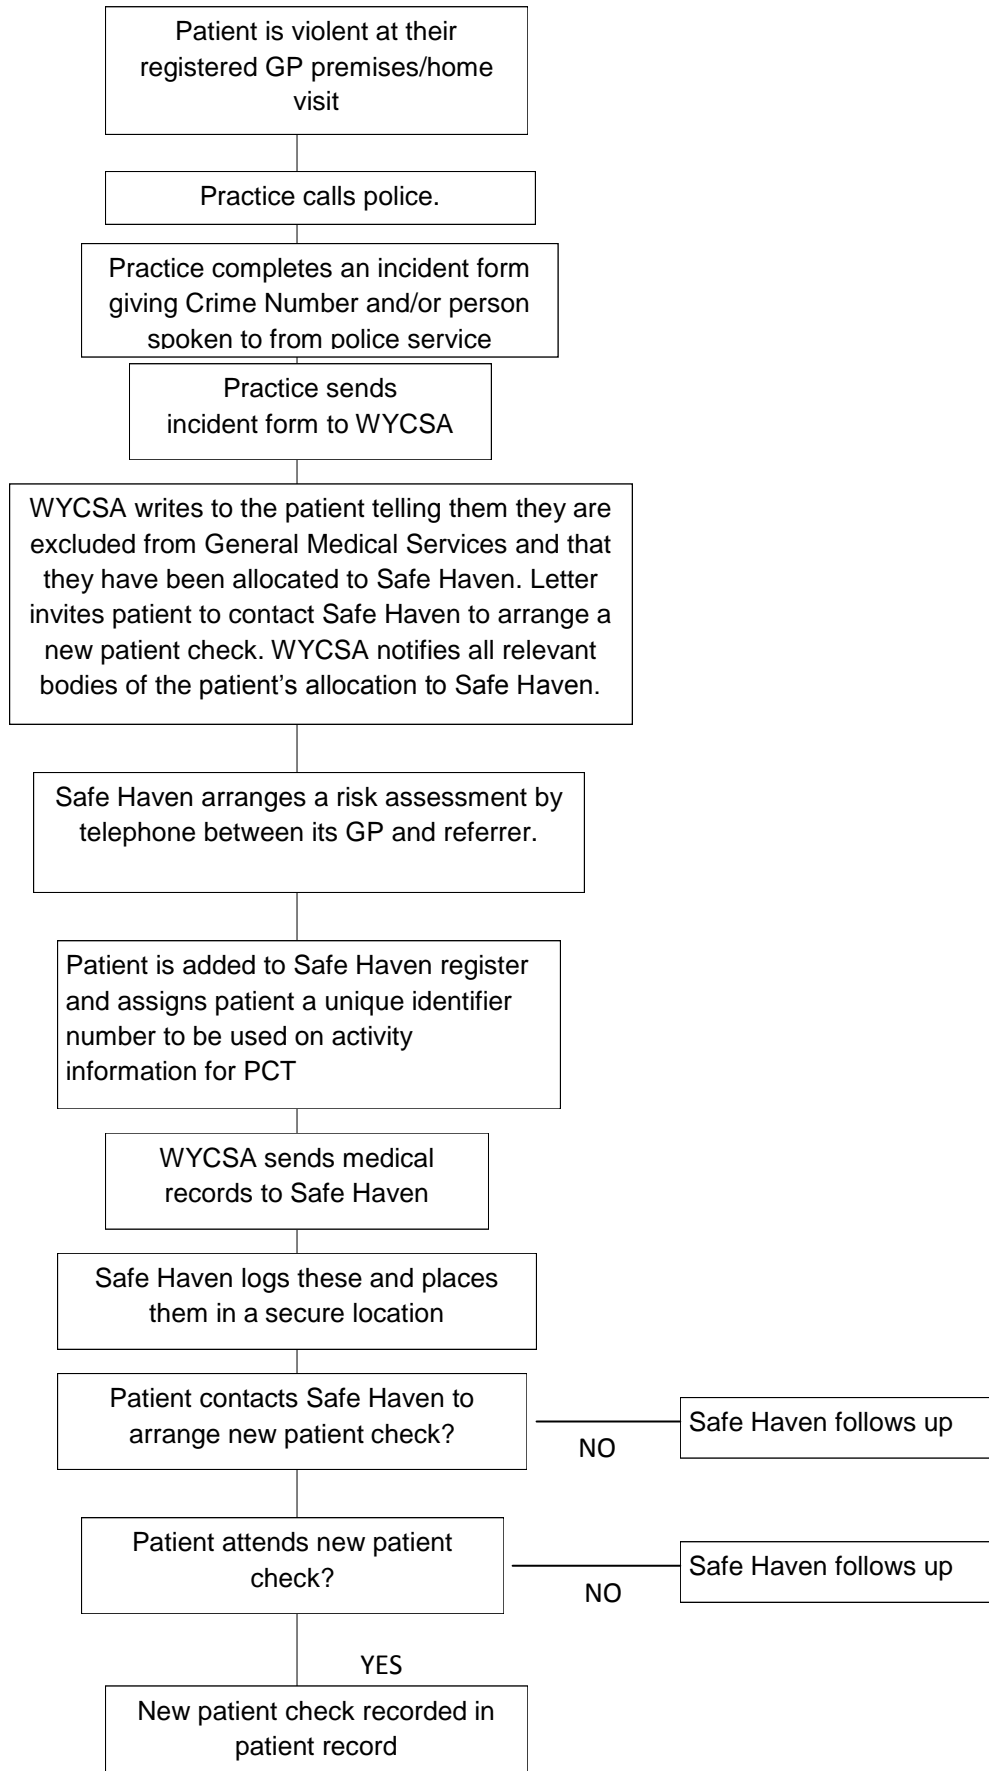 Patient is violent at their
registered GP premises/home
visit
Practice calls police.
Practice completes an incident form
giving Crime Number and/or person
spoken to from police service
Practice sends
incident form to WYCSA
WYCSA writes to the patient telling them they are
excluded from General Medical Services and that
they have been allocated to Safe Haven. Letter
invites patient to contact Safe Haven to arrange a
new patient check. WYCSA notifies all relevant
bodies of the patient’s allocation to Safe Haven.
Safe Haven arranges a risk assessment by
telephone between its GP and referrer.
Patient is added to Safe Haven register
and assigns patient a unique identifier
number to be used on activity
information for PCT
WYCSA sends medical
records to Safe Haven
Safe Haven logs these and places
them in a secure location
Patient contacts Safe Haven to
arrange new patient check?
NO
Safe Haven follows up
Patient attends new patient
check?
NO
Safe Haven follows up
YES
New patient check recorded in
patient record